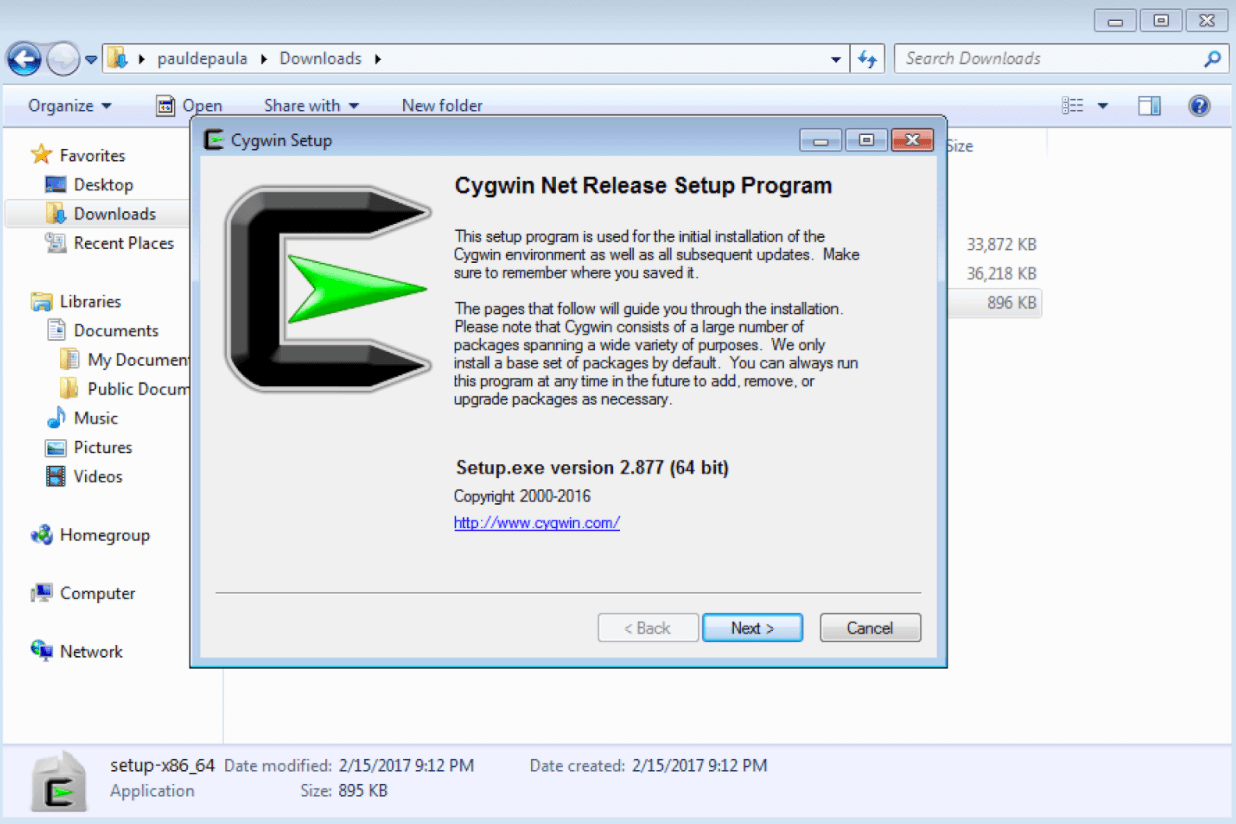 pauldepaula Downloads
Search Downloads
Organize Open Share with New folder
Cygwin Setup
Size
Favorites
Desktop
Downloads
Recent Places
Libraries
Documents
My Documen
Public Docum
Music
Pictures
Videos
Homegroup
Computer
Network
Cygwin Net Release Setup Program
This setup program is used for the initial installation of the
Cygwin environment as well as all subsequent updates. Make
sure to remember where you saved it.
The pages that follow will guide you through the installation.
Please note that Cygwin consists of a large number of
packages spanning a wide variety of purposes. We only
install a base set of packages by default. You can always run
this program at any time in the future to add, remove, or
upgrade packages as necessary.
Setup.exe version 2.877 (64 bit)
Copyright 2000-2016
http://www.cygwin.com/
< Back Next > Cancel
33,872 KB
36,218 KB
896 KB
setup-x86_64 Date modified: 2/15/2017 9:12 PM Date created: 2/15/2017 9:12 PM
Application Size: 895 KB